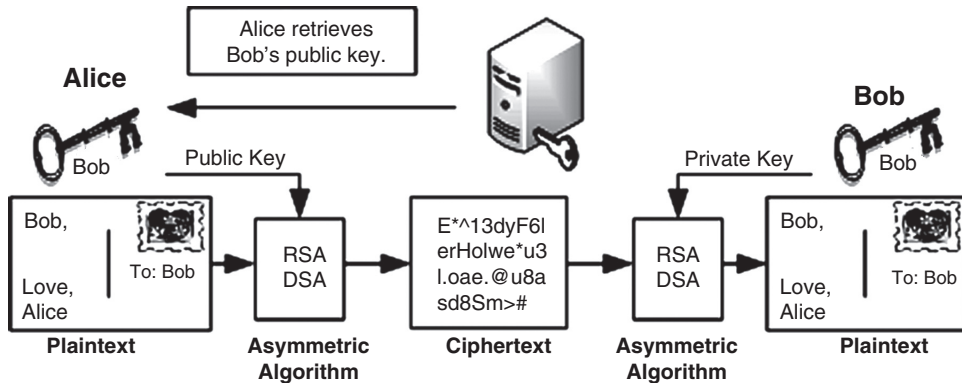 Alice retrieves
Bob's public key.
Alice
Bob
Bob
Public Key
Private Key
Bob
Bob,
To: Bob
Love,
Alice
RSA
DSA
E*^13dyF6l
erHolwe*u3
l.oae.@u8a
sd8Sm>#
RSA
DSA
Bob,
To: Bob
Love,
Alice
Plaintext
Asymmetric
Algorithm
Ciphertext
Asymmetric
Algorithm
Plaintext